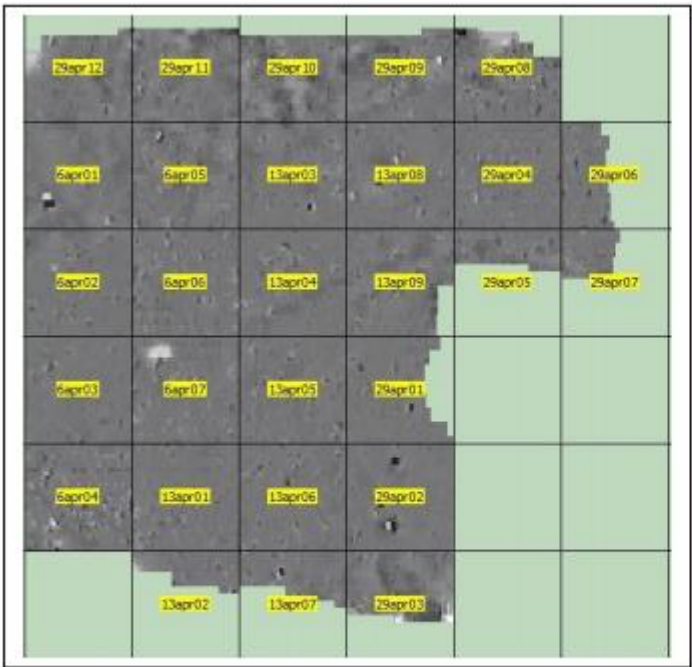 29apr12 29apr11 29apr10 29apr09 29apr08
6apr01 6apr05 13apr03 13apr08 29apr04 29apr06
6apr02 6apr06 13apr04 13apr09 29apr05 29apr07
6apr03 6apr07 13apr05 29apr01
6apr04 13apr01 13apr06 29apr02
13apr02 13apr07 29apr03